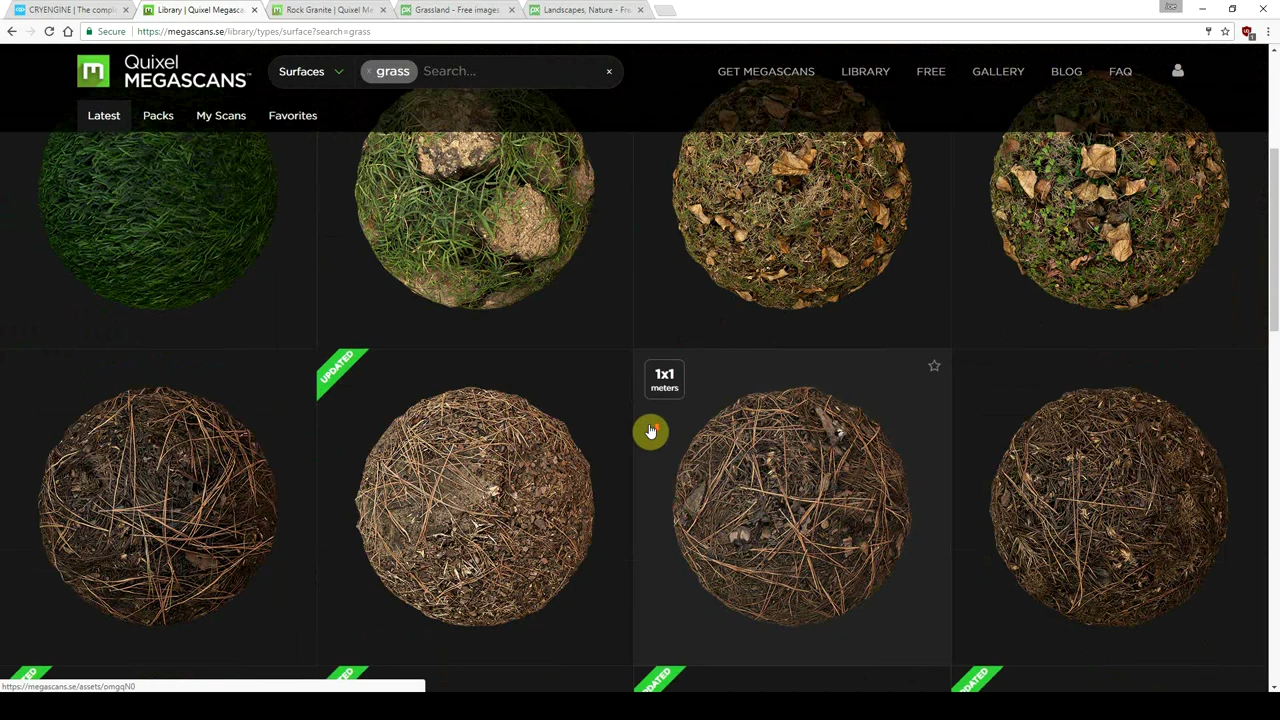 CRYENGINE | The compl
Library | Quixel Megasca
Rock Granite | Quixel Me
Grassland - Free images
Landscapes, Nature - Fre
Secure
https://megascans.se/library/types/surface?search=grass
Quixel
MEGASCANS™
Surfaces
grass
Search...
GET MEGASCANS
LIBRARY
FREE
GALLERY
BLOG
FAQ
Latest
Packs
My Scans
Favorites
UPDATED
1x1
meters
https://megascans.se/assets/omgqN0